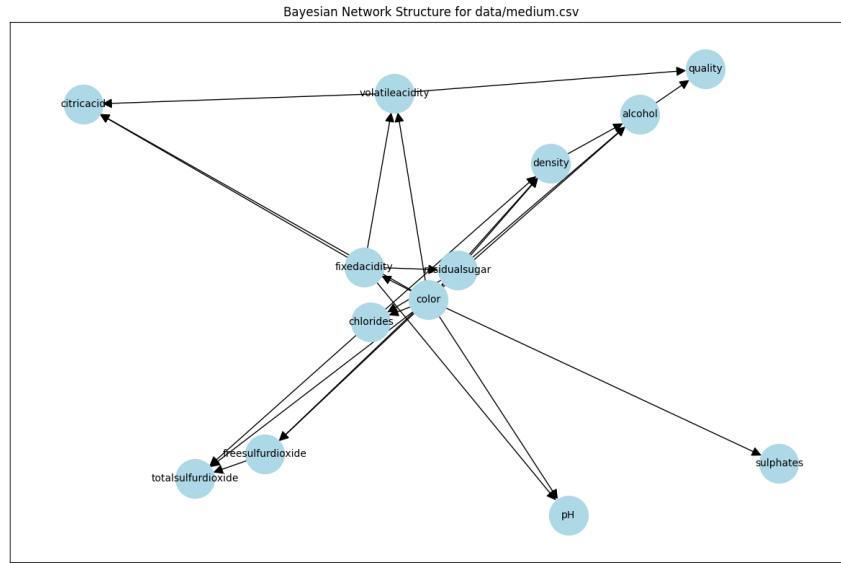 Bayesian Network Structure for data/medium.csv
quality
volatileacidity
citricacid
alcohol
density
fixedacidity
residualsugar
color
chlorides
freesulfurdioxide
sulphates
totalsulfurdioxide
pH